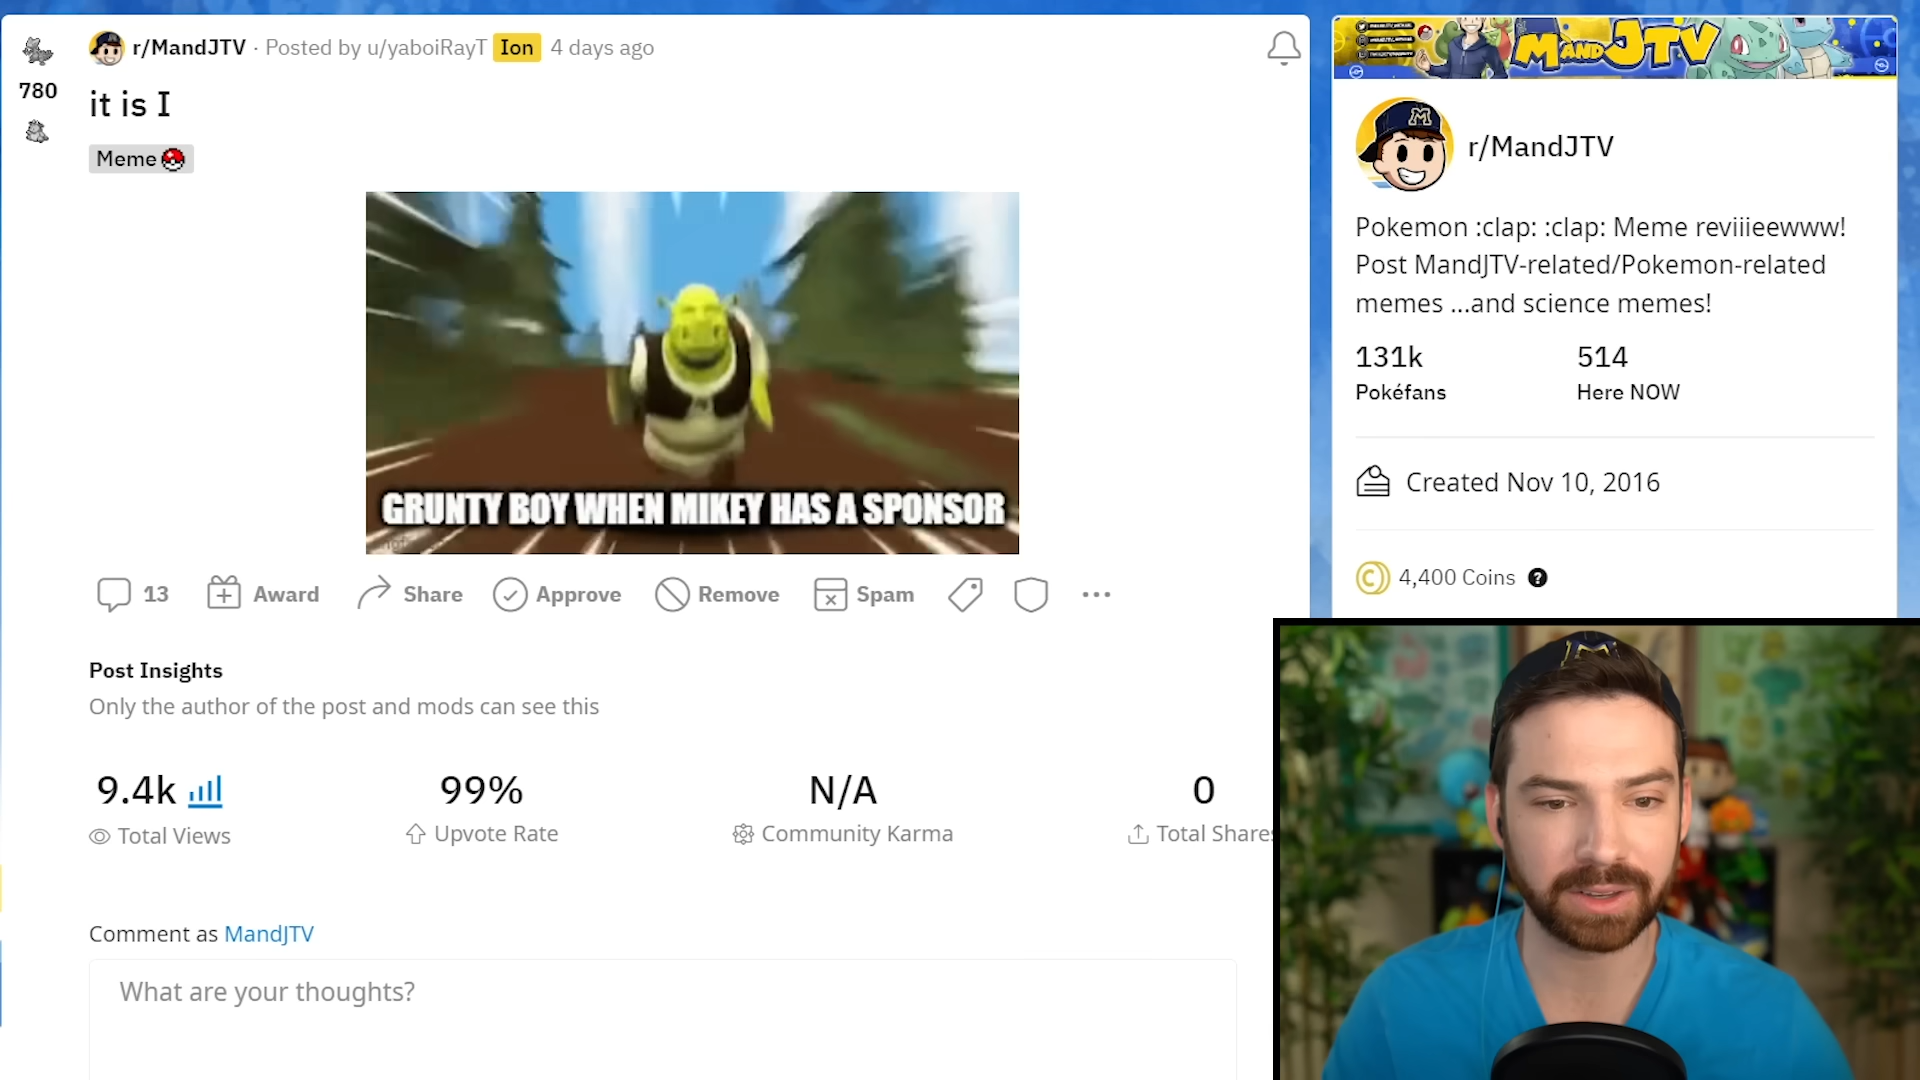 r/MandJTV · Posted by u/yaboiRayT Ion 4 days ago
780
it is I
Meme
GRUNTY BOY WHEN MIKEY HAS A SPONSOR
13 Award Share Approve Remove Spam
Post Insights
Only the author of the post and mods can see this
9.4k 99% N/A 0
Total Views Upvote Rate Community Karma Total Shares
Comment as MandJTV
What are your thoughts?
MANDJTV
M
r/MandJTV
Pokemon :clap: :clap: Meme reviiieewww!
Post MandJTV-related/Pokemon-related
memes ...and science memes!
131k 514
Pokéfans Here NOW
Created Nov 10, 2016
4,400 Coins ?
M